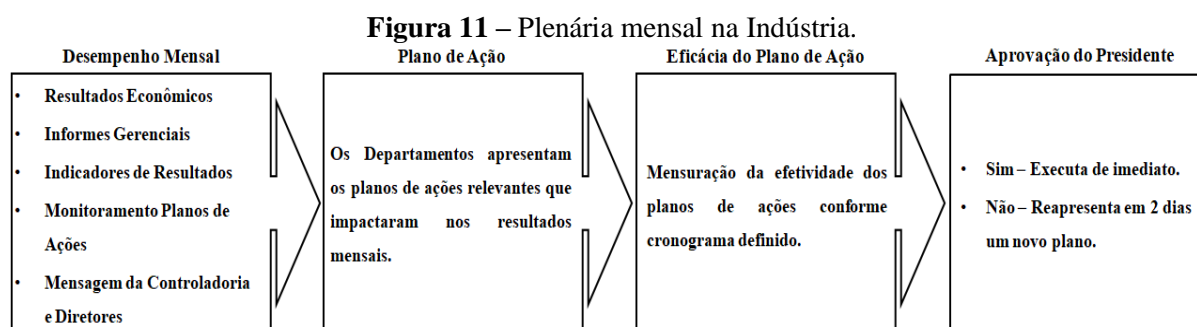 Figura 11 – Plenária mensal na Indústria.
Desempenho Mensal
• Resultados Econômicos
• Informes Gerenciais
• Indicadores de Resultados
• Monitoramento Planos de
Ações
• Mensagem da Controladoria
e Diretores
Plano de Ação
Os Departamentos apresentam
os planos de ações relevantes que
impactaram nos resultados
mensais.
Eficácia do Plano de Ação
Mensuração da efetividade dos
planos de ações conforme
cronograma definido.
Aprovação do Presidente
• Sim – Executa de imediato.
• Não – Reapresenta em 2 dias
um novo plano.